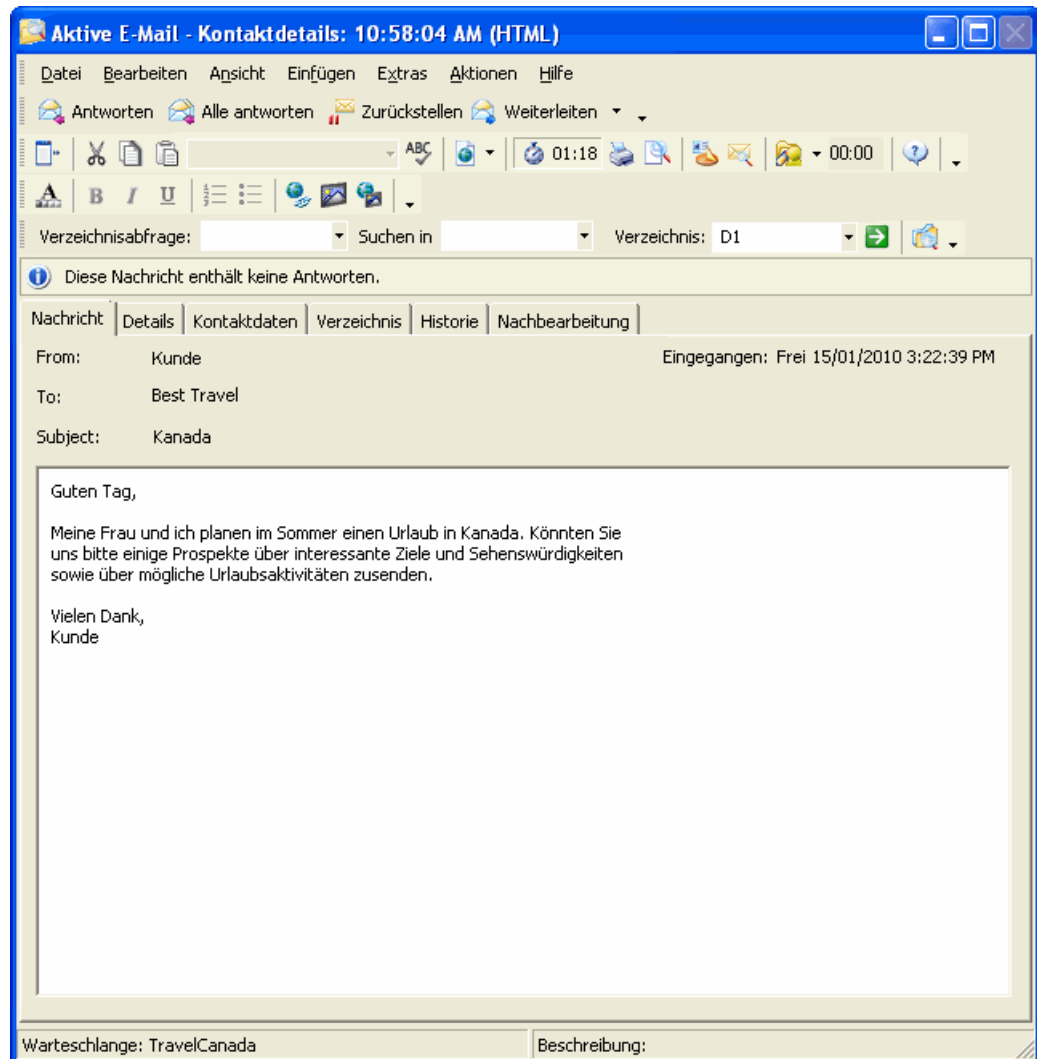 Aktive E-Mail - Kontaktdetails: 10:58:04 AM (HTML)
Datei Bearbeiten Ansicht Einfügen Extras Aktionen Hilfe
Antworten Alle antworten Zurückstellen Weiterleiten
ABC 01:18 00:00
A B I U
Verzeichnisabfrage: Suchen in Verzeichnis: D1
Diese Nachricht enthält keine Antworten.
Nachricht Details Kontaktdaten Verzeichnis Historie Nachbearbeitung
From: Kunde Eingegangen: Frei 15/01/2010 3:22:39 PM
To: Best Travel
Subject: Kanada
Guten Tag,
Meine Frau und ich planen im Sommer einen Urlaub in Kanada. Könnten Sie
uns bitte einige Prospekte über interessante Ziele und Sehenswürdigkeiten
sowie über mögliche Urlaubsaktivitäten zusenden.
Vielen Dank,
Kunde
Warteschlange: TravelCanada Beschreibung: